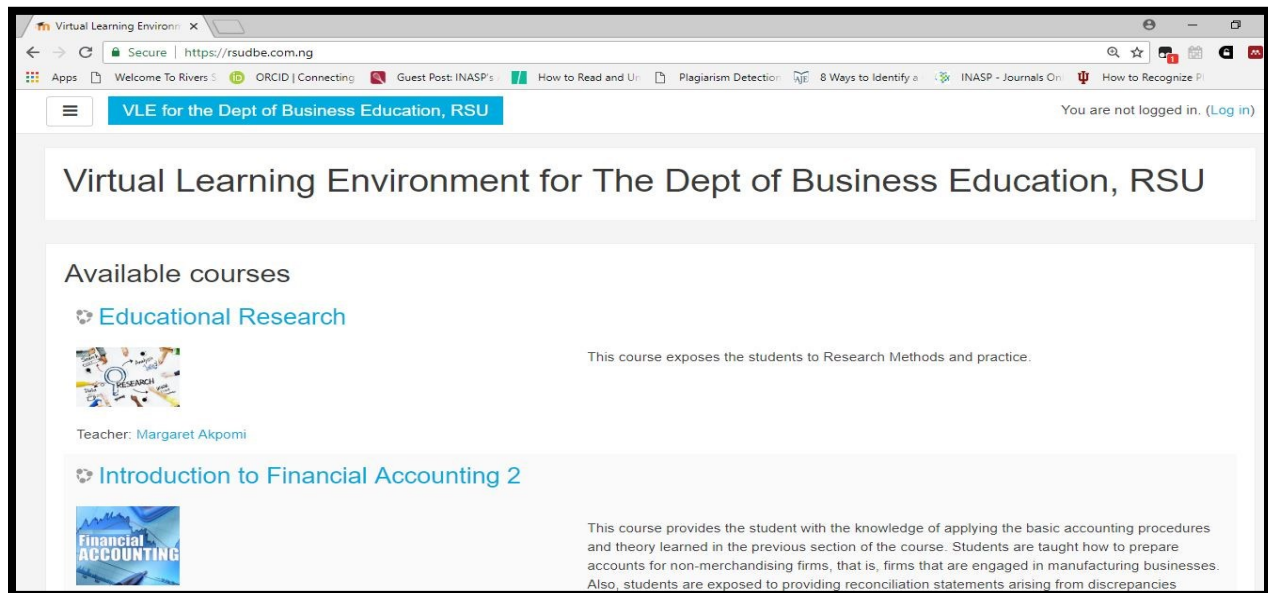 Virtual Learning Environm
Secure | https://rsudbe.com.ng
Apps Welcome To Rivers S ORCID | Connecting Guest Post: INASP's How to Read and Un Plagiarism Detection 8 Ways to Identify a INASP - Journals Onl How to Recognize Pl
VLE for the Dept of Business Education, RSU
You are not logged in. (Log in)
Virtual Learning Environment for The Dept of Business Education, RSU
Available courses
Educational Research
RESEARCH
This course exposes the students to Research Methods and practice.
Teacher: Margaret Akpomi
Introduction to Financial Accounting 2
Financial
ACCOUNTING
This course provides the student with the knowledge of applying the basic accounting procedures
and theory learned in the previous section of the course. Students are taught how to prepare
accounts for non-merchandising firms, that is, firms that are engaged in manufacturing businesses.
Also, students are exposed to providing reconciliation statements arising from discrepancies